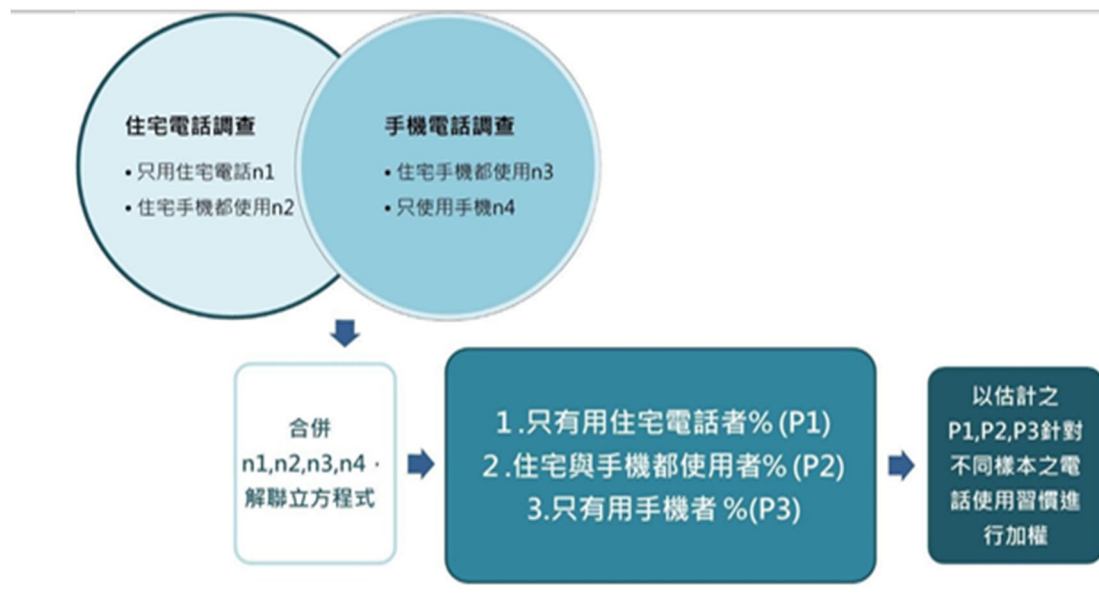 住宅電話調查
• 只用住宅電話n1
• 住宅手機都使用n2
手機電話調查
• 住宅手機都使用n3
• 只使用手機n4
合併
n1,n2,n3,n4，
解聯立方程式
1.只有用住宅電話者% (P1)
2.住宅與手機都使用者% (P2)
3.只有用手機者 %(P3)
以估計之
P1,P2,P3針對
不同樣本之電
話使用習慣進
行加權